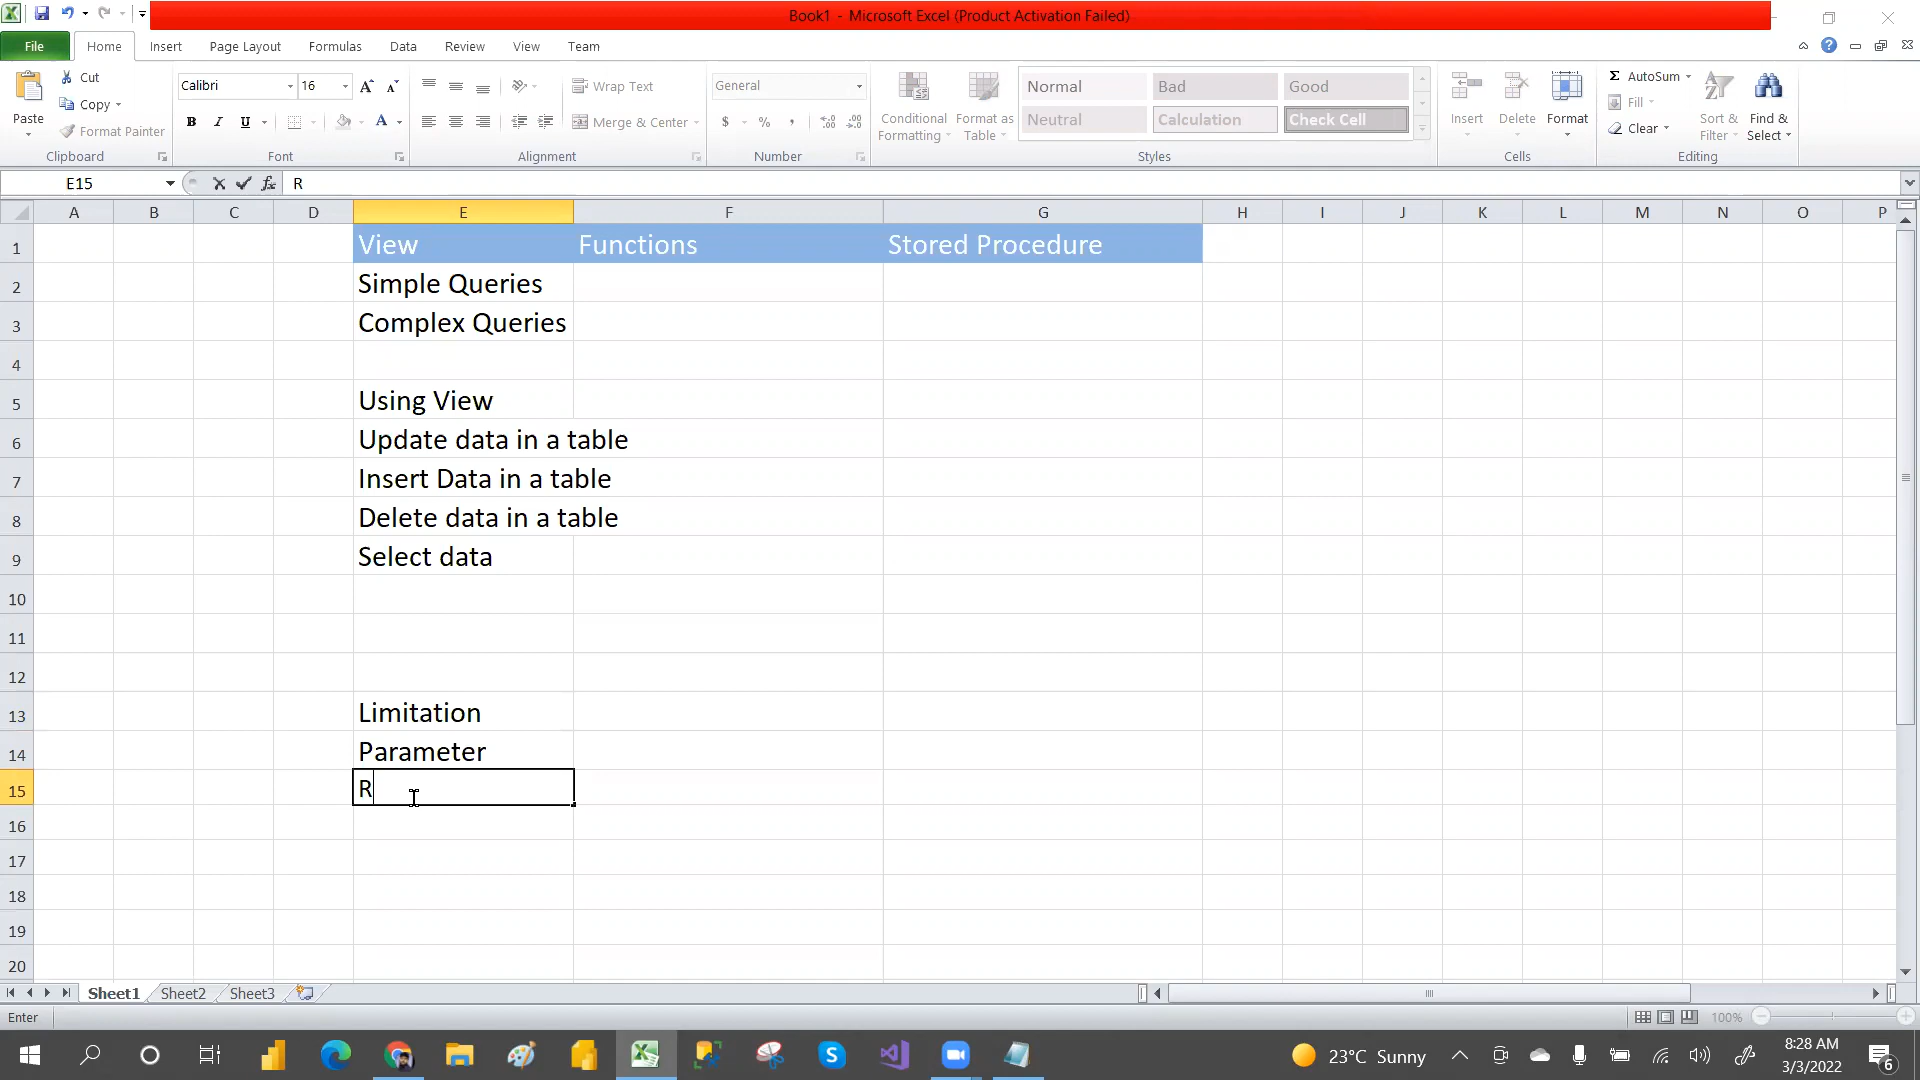 Book1 - Microsoft Excel (Product Activation Failed)
File Home Insert Page Layout Formulas Data Review View Team
Paste
Cut
Copy
Format Painter
Clipboard
Calibri 16
B I U
Font
Wrap Text
Merge & Center
Alignment
General
$ % ,
Number
Conditional Formatting
Format as Table
Normal Bad Good
Neutral Calculation Check Cell
Styles
Insert Delete Format
Cells
Σ AutoSum
Fill
Clear
Sort & Filter
Find & Select
Editing
E15 fx R
A B C D E F G H I J K L M N O P
1 View Functions Stored Procedure
2 Simple Queries
3 Complex Queries
4
5 Using View
6 Update data in a table
7 Insert Data in a table
8 Delete data in a table
9 Select data
10
11
12
13 Limitation
14 Parameter
15 R
16
17
18
19
20
Sheet1 Sheet2 Sheet3
Enter 100%
23°C Sunny
8:28 AM
3/3/2022
6